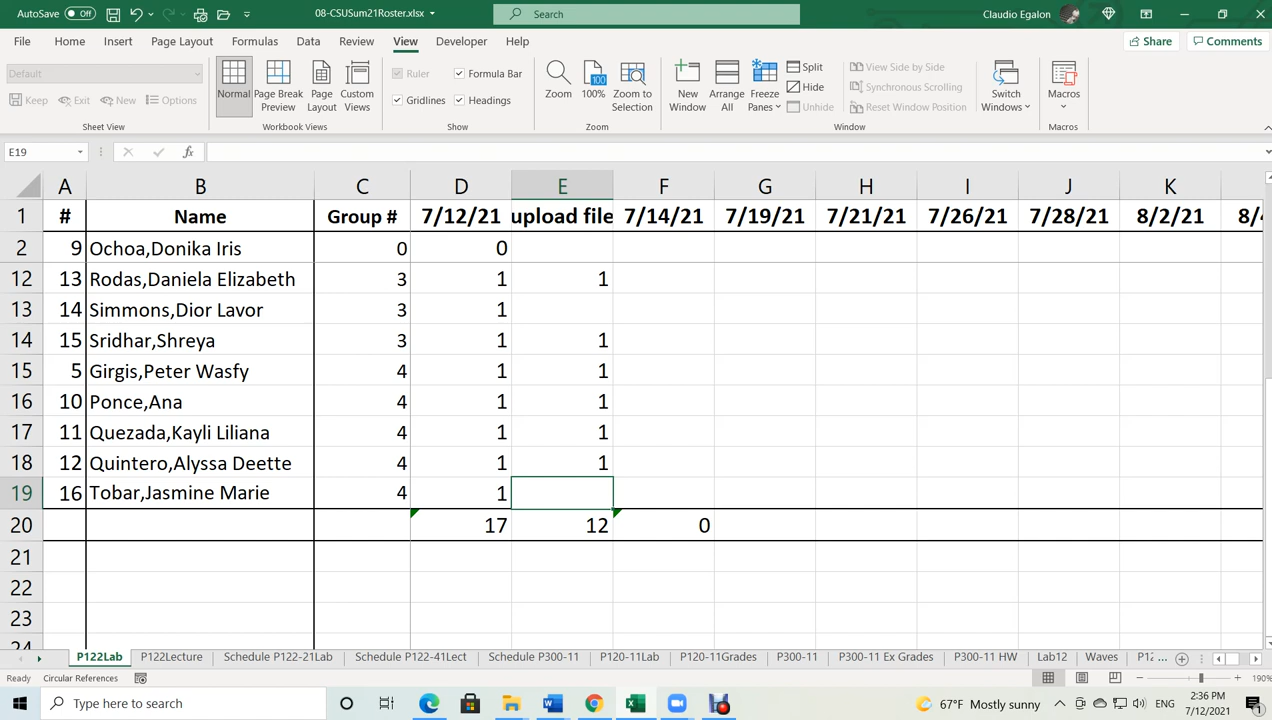 AutoSave Off 08-CSUSum21Roster.xlsx Search Claudio Egalon
File Home Insert Page Layout Formulas Data Review View Developer Help Share Comments
Default
Keep Exit New Options
Sheet View
Normal Page Break Preview Page Layout Custom Views
Workbook Views
Ruler Formula Bar
Gridlines Headings
Show
Zoom 100 100% Zoom to Selection
Zoom
New Window Arrange All Freeze Panes
Split
Hide
Unhide
View Side by Side
Synchronous Scrolling
Reset Window Position
Switch Windows
Window
Macros
Macros
E19 fx
A B C D E F G H I J K
1 # Name Group # 7/12/21 upload file 7/14/21 7/19/21 7/21/21 7/26/21 7/28/21 8/2/21 8/
2 9 Ochoa,Donika Iris 0 0
12 13 Rodas,Daniela Elizabeth 3 1 1
13 14 Simmons,Dior Lavor 3 1
14 15 Sridhar,Shreya 3 1 1
15 5 Girgis,Peter Wasfy 4 1 1
16 10 Ponce,Ana 4 1 1
17 11 Quezada,Kayli Liliana 4 1 1
18 12 Quintero,Alyssa Deette 4 1 1
19 16 Tobar,Jasmine Marie 4 1
20 17 12 0
21
22
23
P122Lab P122Lecture Schedule P122-21Lab Schedule P122-41Lect Schedule P300-11 P120-11Lab P120-11Grades P300-11 P300-11 Ex Grades P300-11 HW Lab12 Waves P12 ...
Ready Circular References 190%
Type here to search 67°F Mostly sunny ENG 2:36 PM
7/12/2021 1